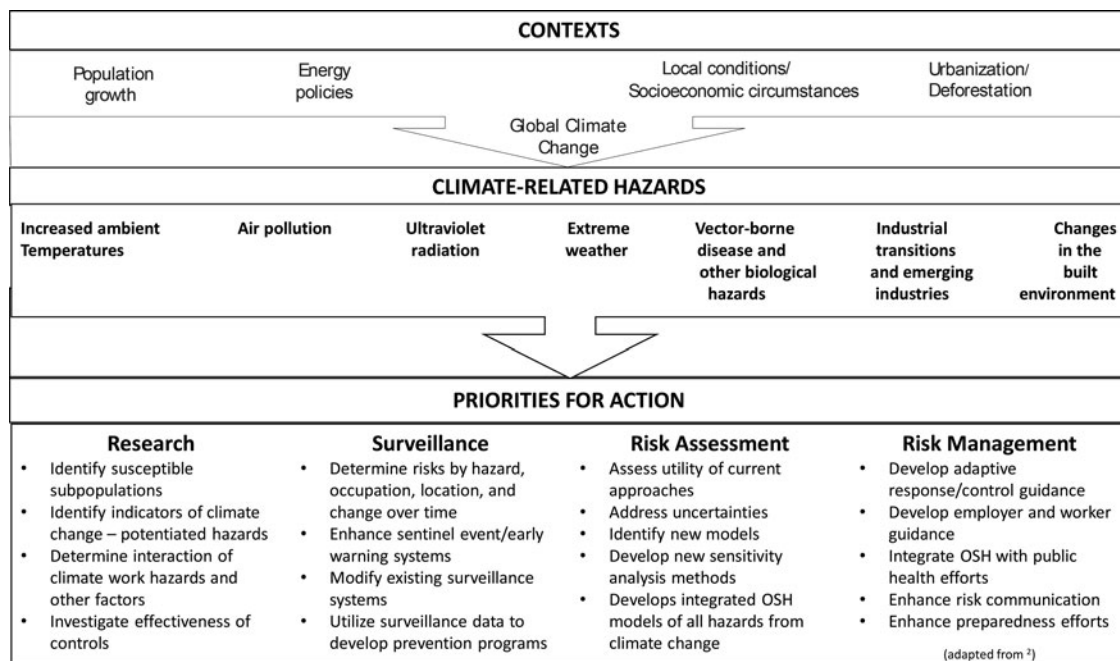 CONTEXTS
Population
growth
Energy
policies
Local conditions/
Socioeconomic circumstances
Urbanization/
Deforestation
Global Climate
Change
CLIMATE-RELATED HAZARDS
Increased ambient
Temperatures
Air pollution
Ultraviolet
radiation
Extreme
weather
Vector-borne
disease and
other biological
hazards
Industrial
transitions
and emerging
industries
Changes
in the
built
environment
PRIORITIES FOR ACTION
Research
• Identify susceptible
subpopulations
• Identify indicators of climate
change – potentiated hazards
• Determine interaction of
climate work hazards and
other factors
• Investigate effectiveness of
controls
Surveillance
• Determine risks by hazard,
occupation, location, and
change over time
• Enhance sentinel event/early
warning systems
• Modify existing surveillance
systems
• Utilize surveillance data to
develop prevention programs
Risk Assessment
• Assess utility of current
approaches
• Address uncertainties
• Identify new models
• Develop new sensitivity
analysis methods
• Develops integrated OSH
models of all hazards from
climate change
Risk Management
• Develop adaptive
response/control guidance
• Develop employer and worker
guidance
• Integrate OSH with public
health efforts
• Enhance risk communication
• Enhance preparedness efforts
(adapted from ²)